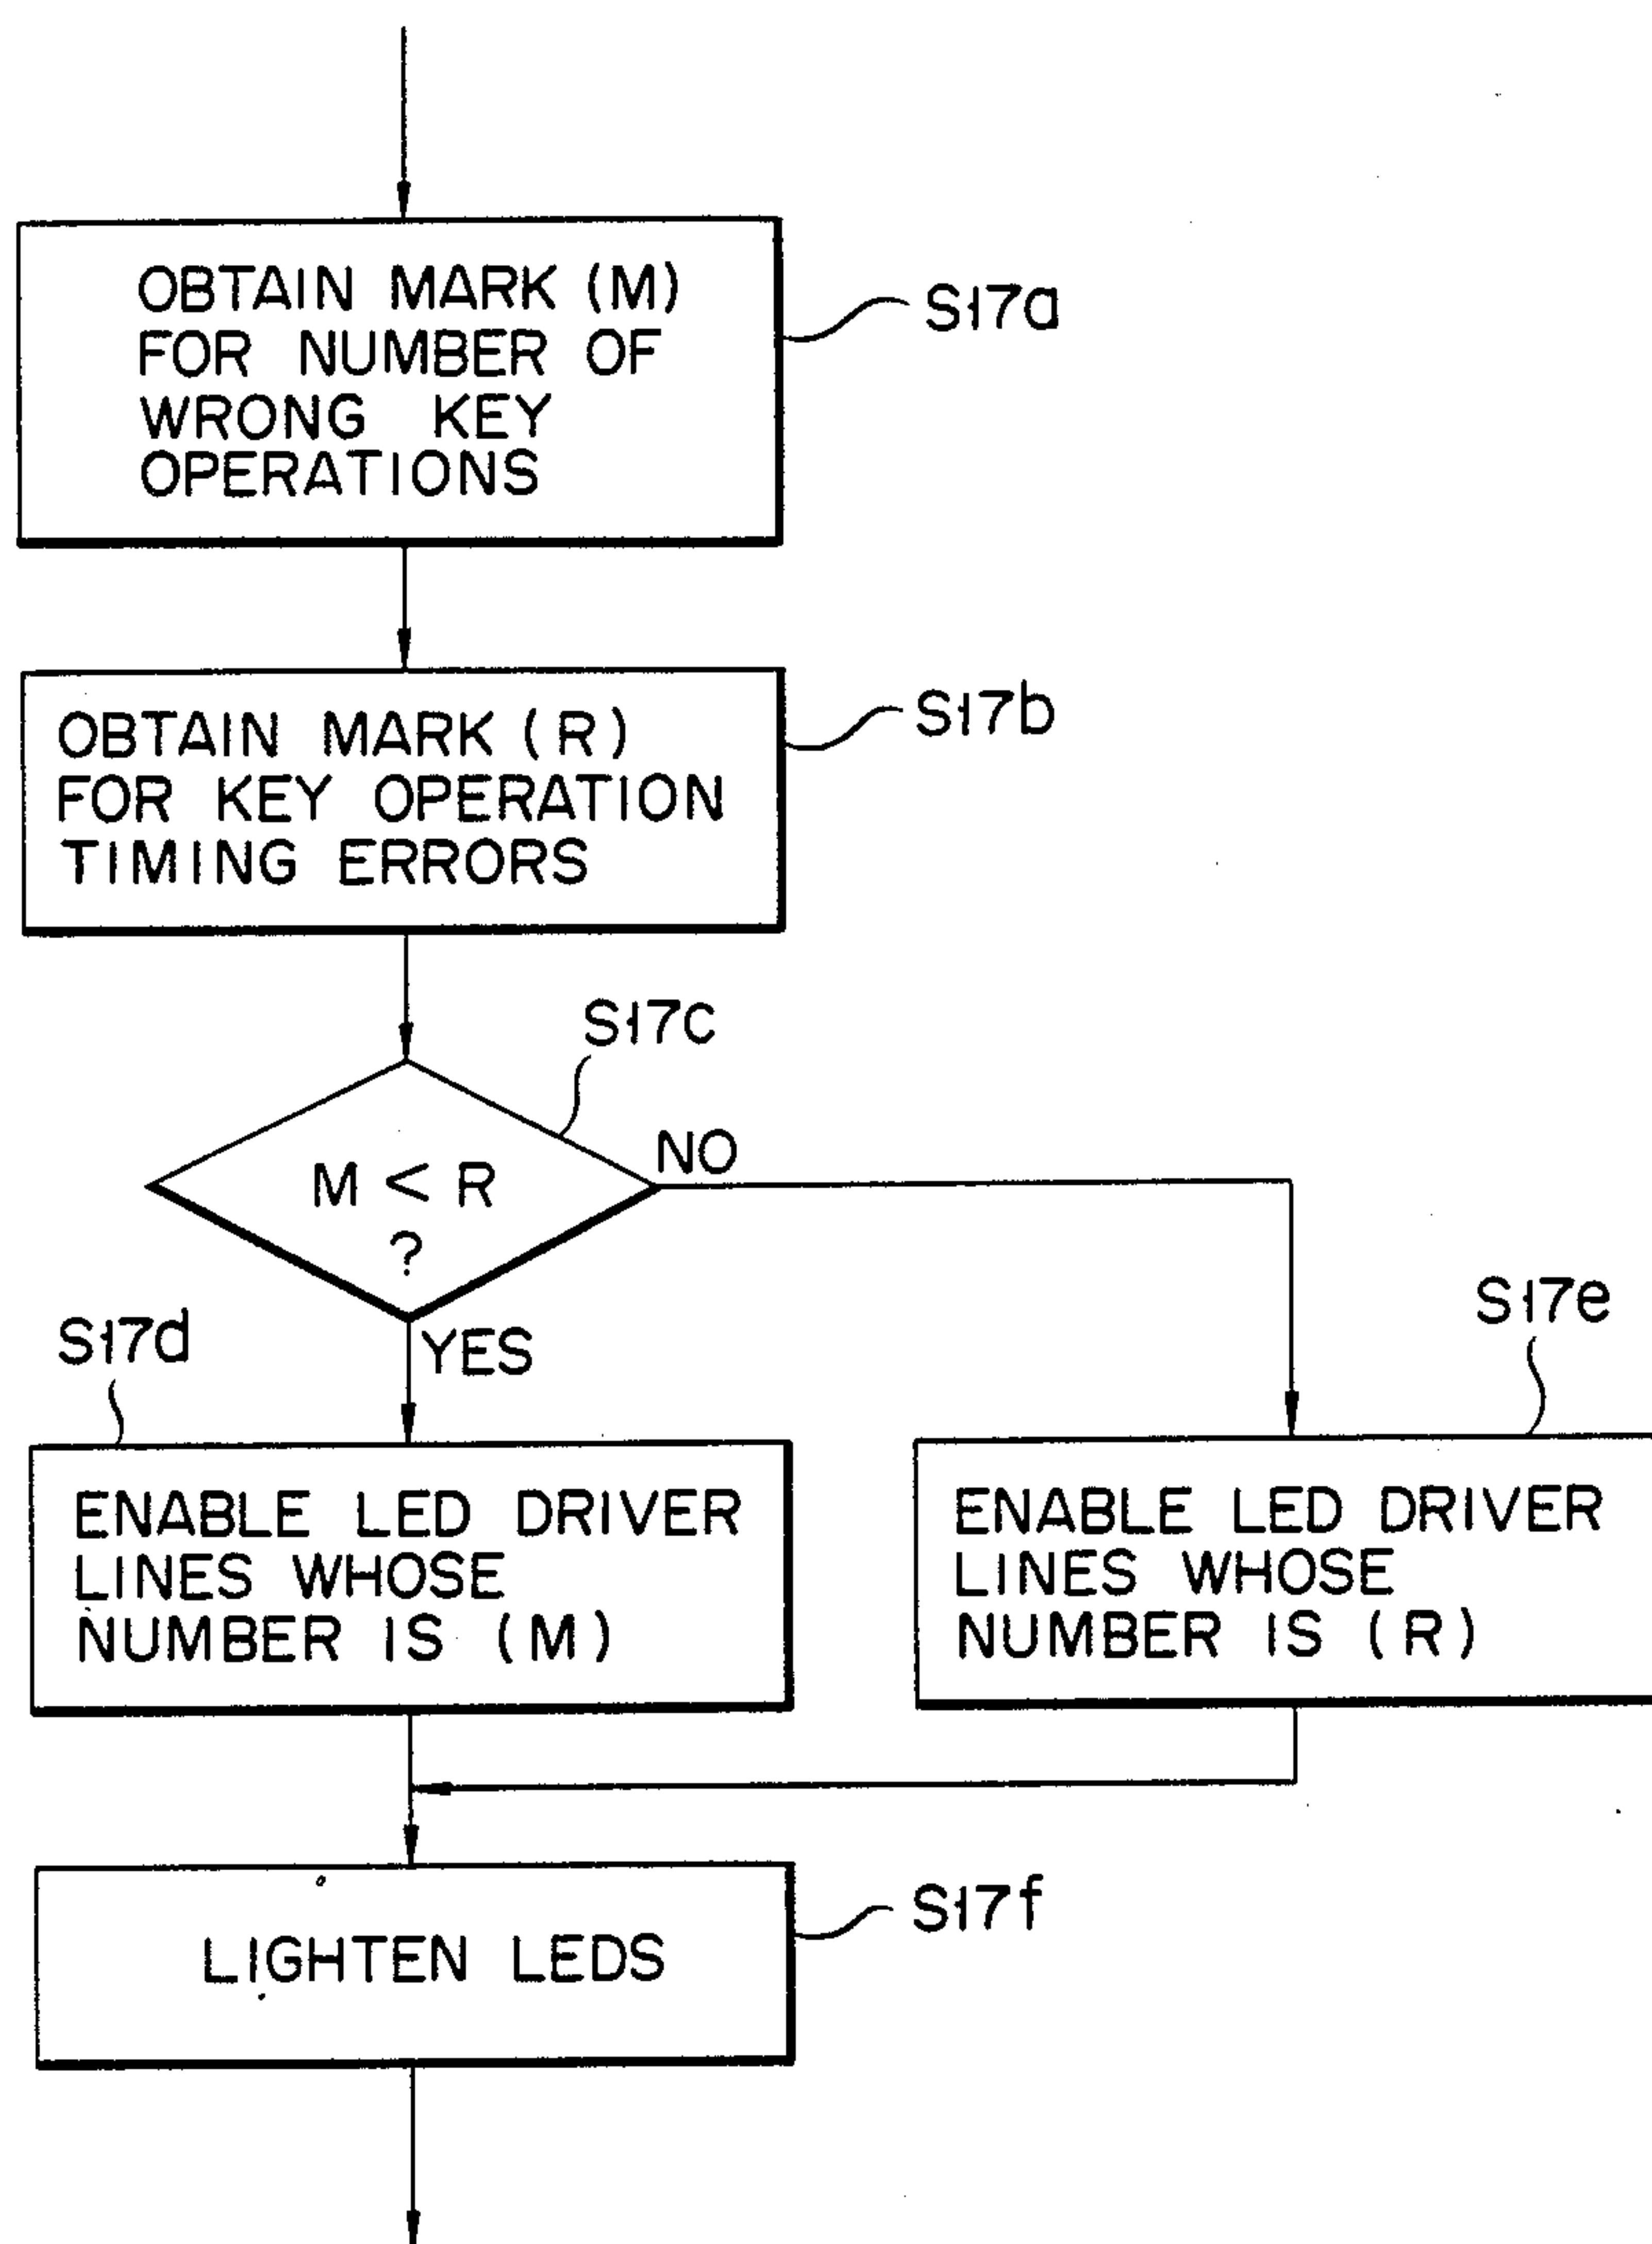 OBTAIN MARK (M)
FOR NUMBER OF
WRONG KEY
OPERATIONS
S17a
OBTAIN MARK (R)
FOR KEY OPERATION
TIMING ERRORS
S17b
S17c
M < R
?
NO
YES
S17d
ENABLE LED DRIVER
LINES WHOSE
NUMBER IS (M)
S17e
ENABLE LED DRIVER
LINES WHOSE
NUMBER IS (R)
LIGHTEN LEDS
S17f